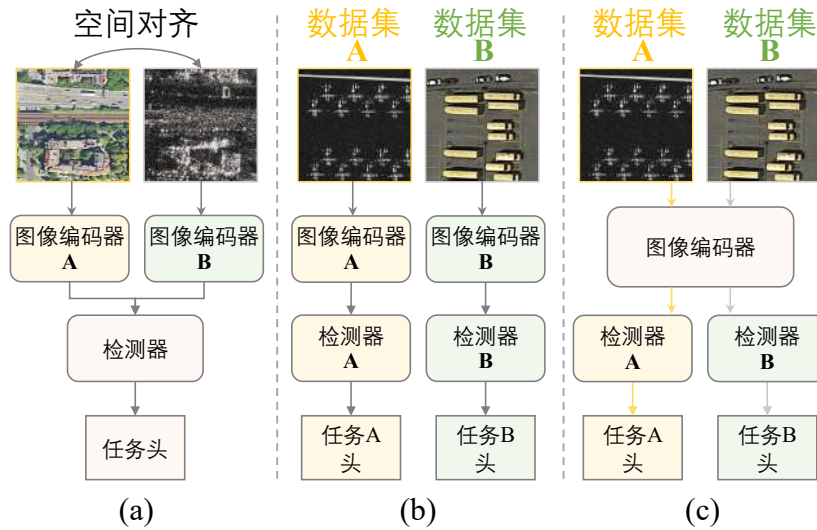 空间对齐
图像编码器
A
图像编码器
B
检测器
任务头
(a)
数据集
A
数据集
B
图像编码器
A
图像编码器
B
检测器
A
检测器
B
任务A
头
任务B
头
(b)
数据集
A
数据集
B
图像编码器
检测器
A
检测器
B
任务A
头
任务B
头
(c)